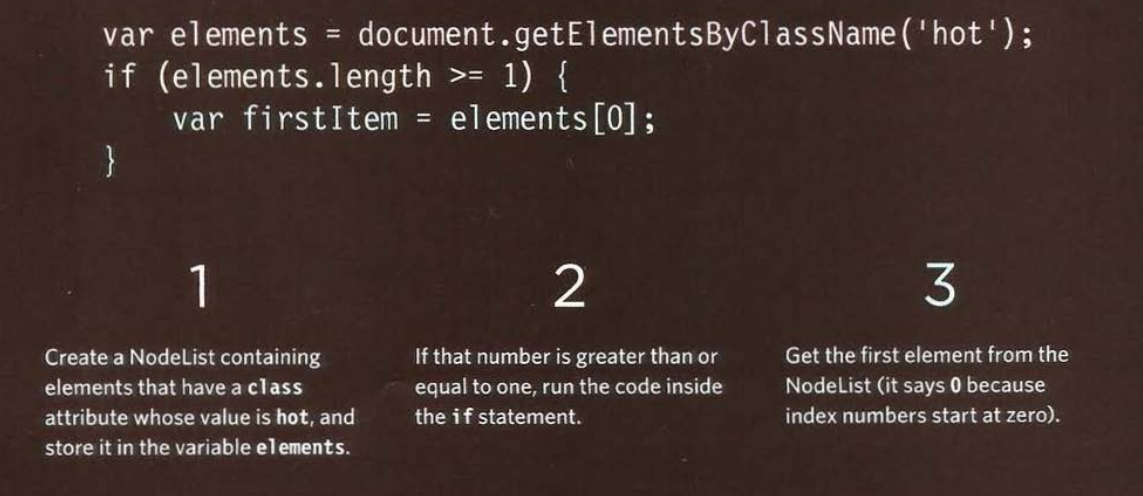 var elements = document.getElementsByClassName('hot');
if (elements.length >= 1) {
    var firstItem = elements[0];
}
1
Create a NodeList containing
elements that have a class
attribute whose value is hot, and
store it in the variable elements.
2
If that number is greater than or
equal to one, run the code inside
the if statement.
3
Get the first element from the
NodeList (it says 0 because
index numbers start at zero).